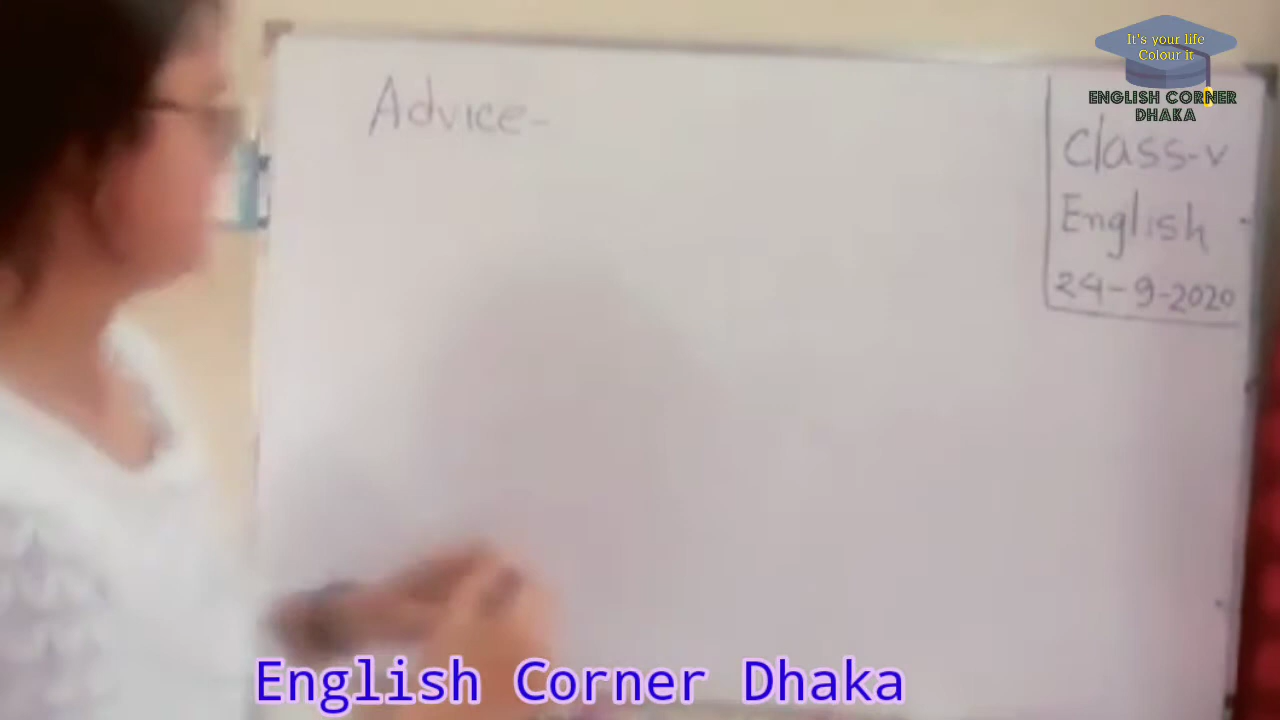 It's your life
Colour it
ENGLISH CORNER
DHAKA
Advice-
Class-v
English
24-9-2020
English Corner Dhaka